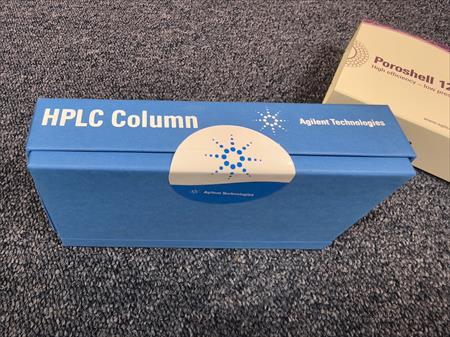 HPLC Column
Agilent Technologies
Agilent Technologies
Poroshell 12
High efficiency – low pres